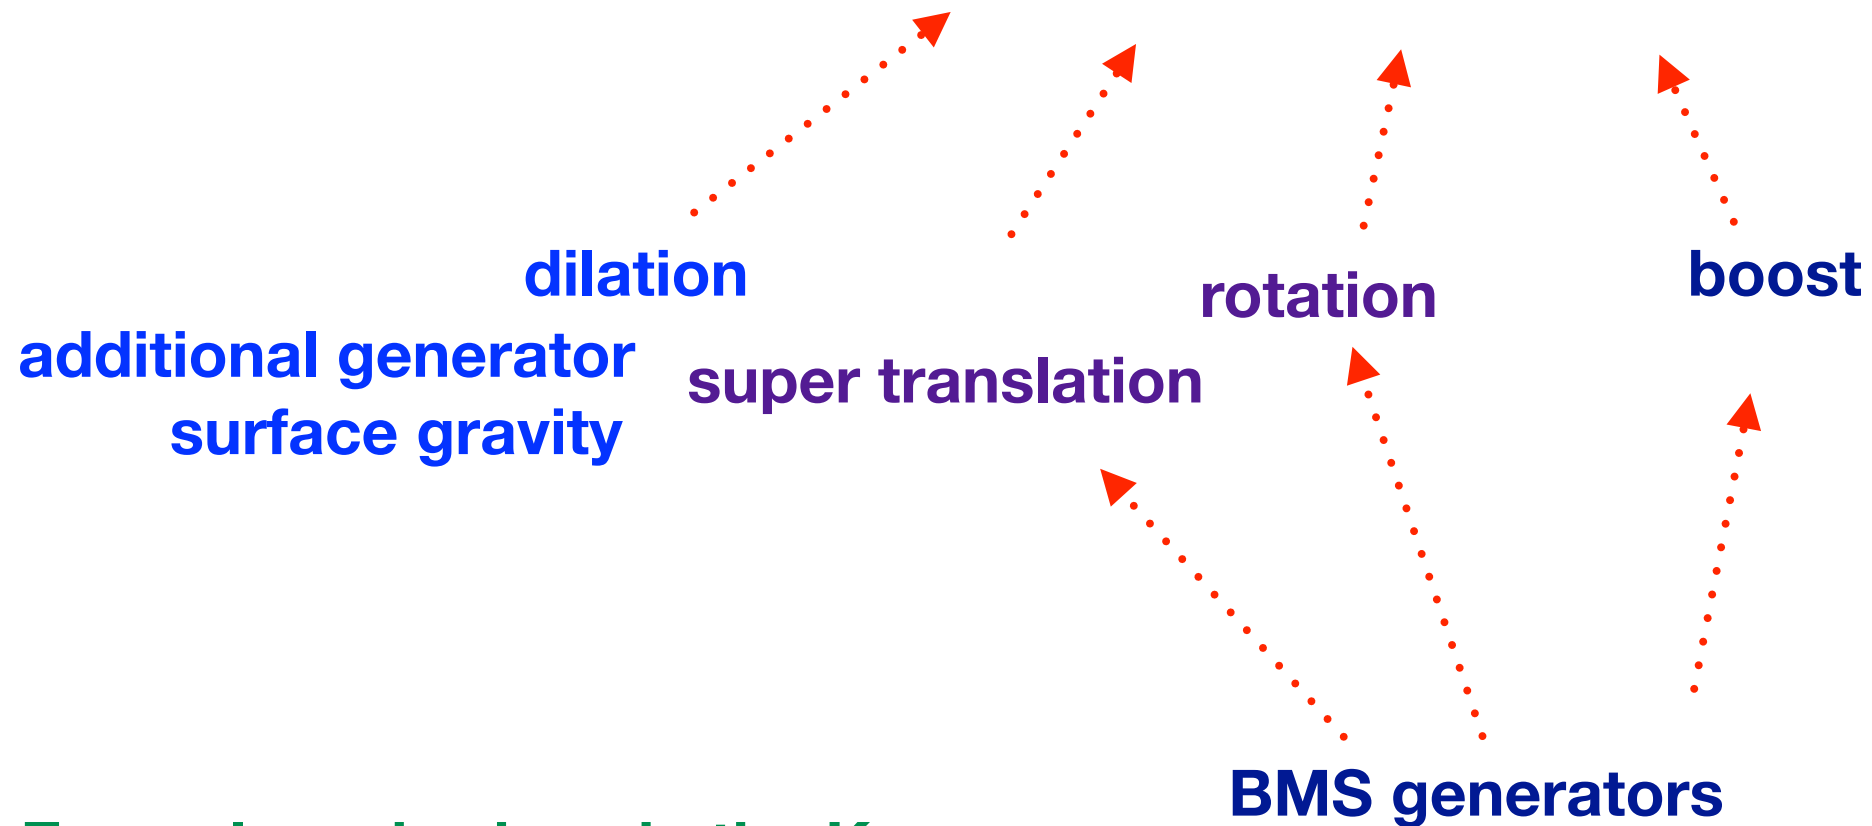 dilation
rotation
boost
additional generator
super translation
surface gravity
BMS generators